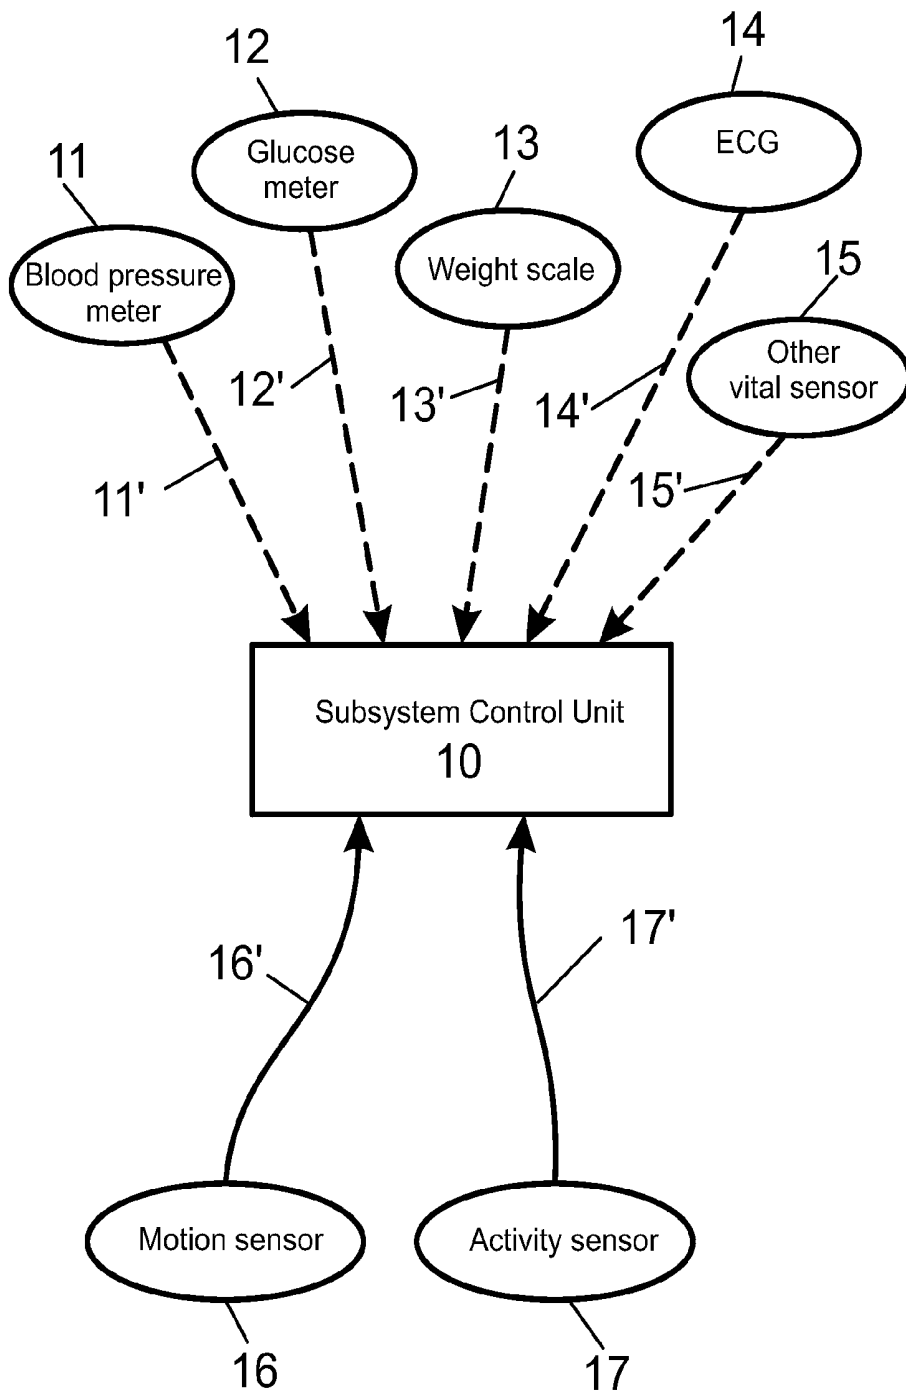 14
12
ECG
13
Glucose
meter
11
15
Weight scale
Blood pressure
meter
Other
vital sensor
12'
13'
14'
11'
15'
Subsystem Control Unit
10
17'
16'
Motion sensor
Activity sensor
16
17